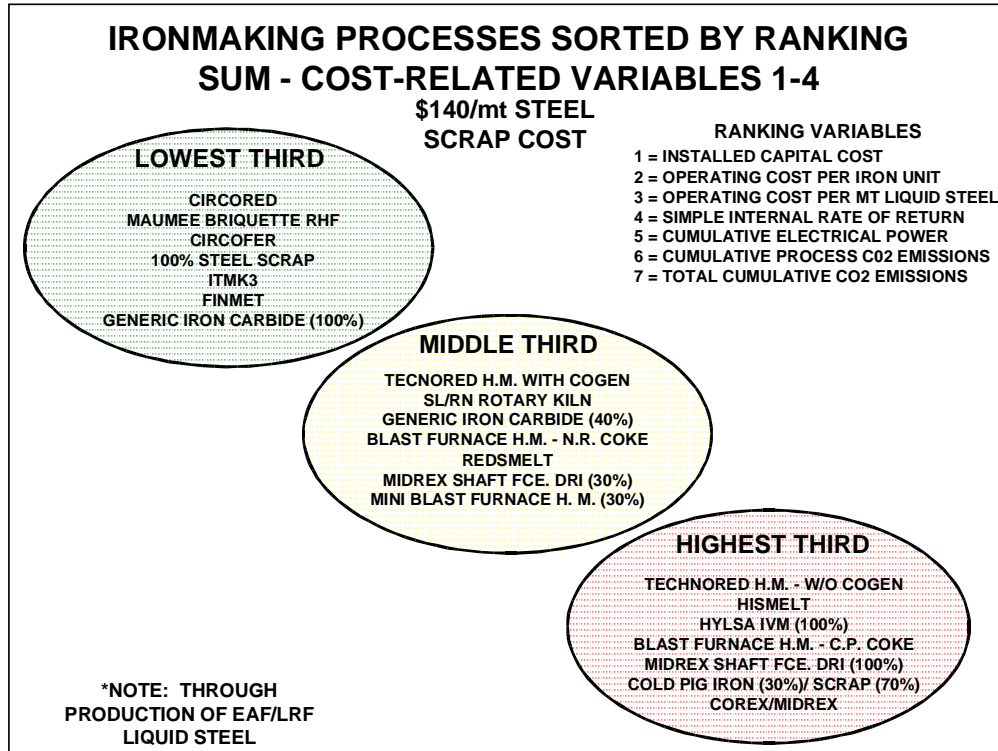 IRONMAKING PROCESSES SORTED BY RANKING
SUM - COST-RELATED VARIABLES 1-4
$140/mt STEEL
SCRAP COST
RANKING VARIABLES
1 = INSTALLED CAPITAL COST
2 = OPERATING COST PER IRON UNIT
3 = OPERATING COST PER MT LIQUID STEEL
4 = SIMPLE INTERNAL RATE OF RETURN
5 = CUMULATIVE ELECTRICAL POWER
6 = CUMULATIVE PROCESS C02 EMISSIONS
7 = TOTAL CUMULATIVE CO2 EMISSIONS
LOWEST THIRD
CIRCORED
MAUMEE BRIQUETTE RHF
CIRCOFER
100% STEEL SCRAP
ITMK3
FINMET
GENERIC IRON CARBIDE (100%)
MIDDLE THIRD
TECNORED H.M. WITH COGEN
SL/RN ROTARY KILN
GENERIC IRON CARBIDE (40%)
BLAST FURNACE H.M. - N.R. COKE
REDSMELT
MIDREX SHAFT FCE. DRI (30%)
MINI BLAST FURNACE H. M. (30%)
HIGHEST THIRD
TECHNORED H.M. - W/O COGEN
HISMELT
HYLSA IVM (100%)
BLAST FURNACE H.M. - C.P. COKE
MIDREX SHAFT FCE. DRI (100%)
COLD PIG IRON (30%)/ SCRAP (70%)
COREX/MIDREX
*NOTE: THROUGH
PRODUCTION OF EAF/LRF
LIQUID STEEL